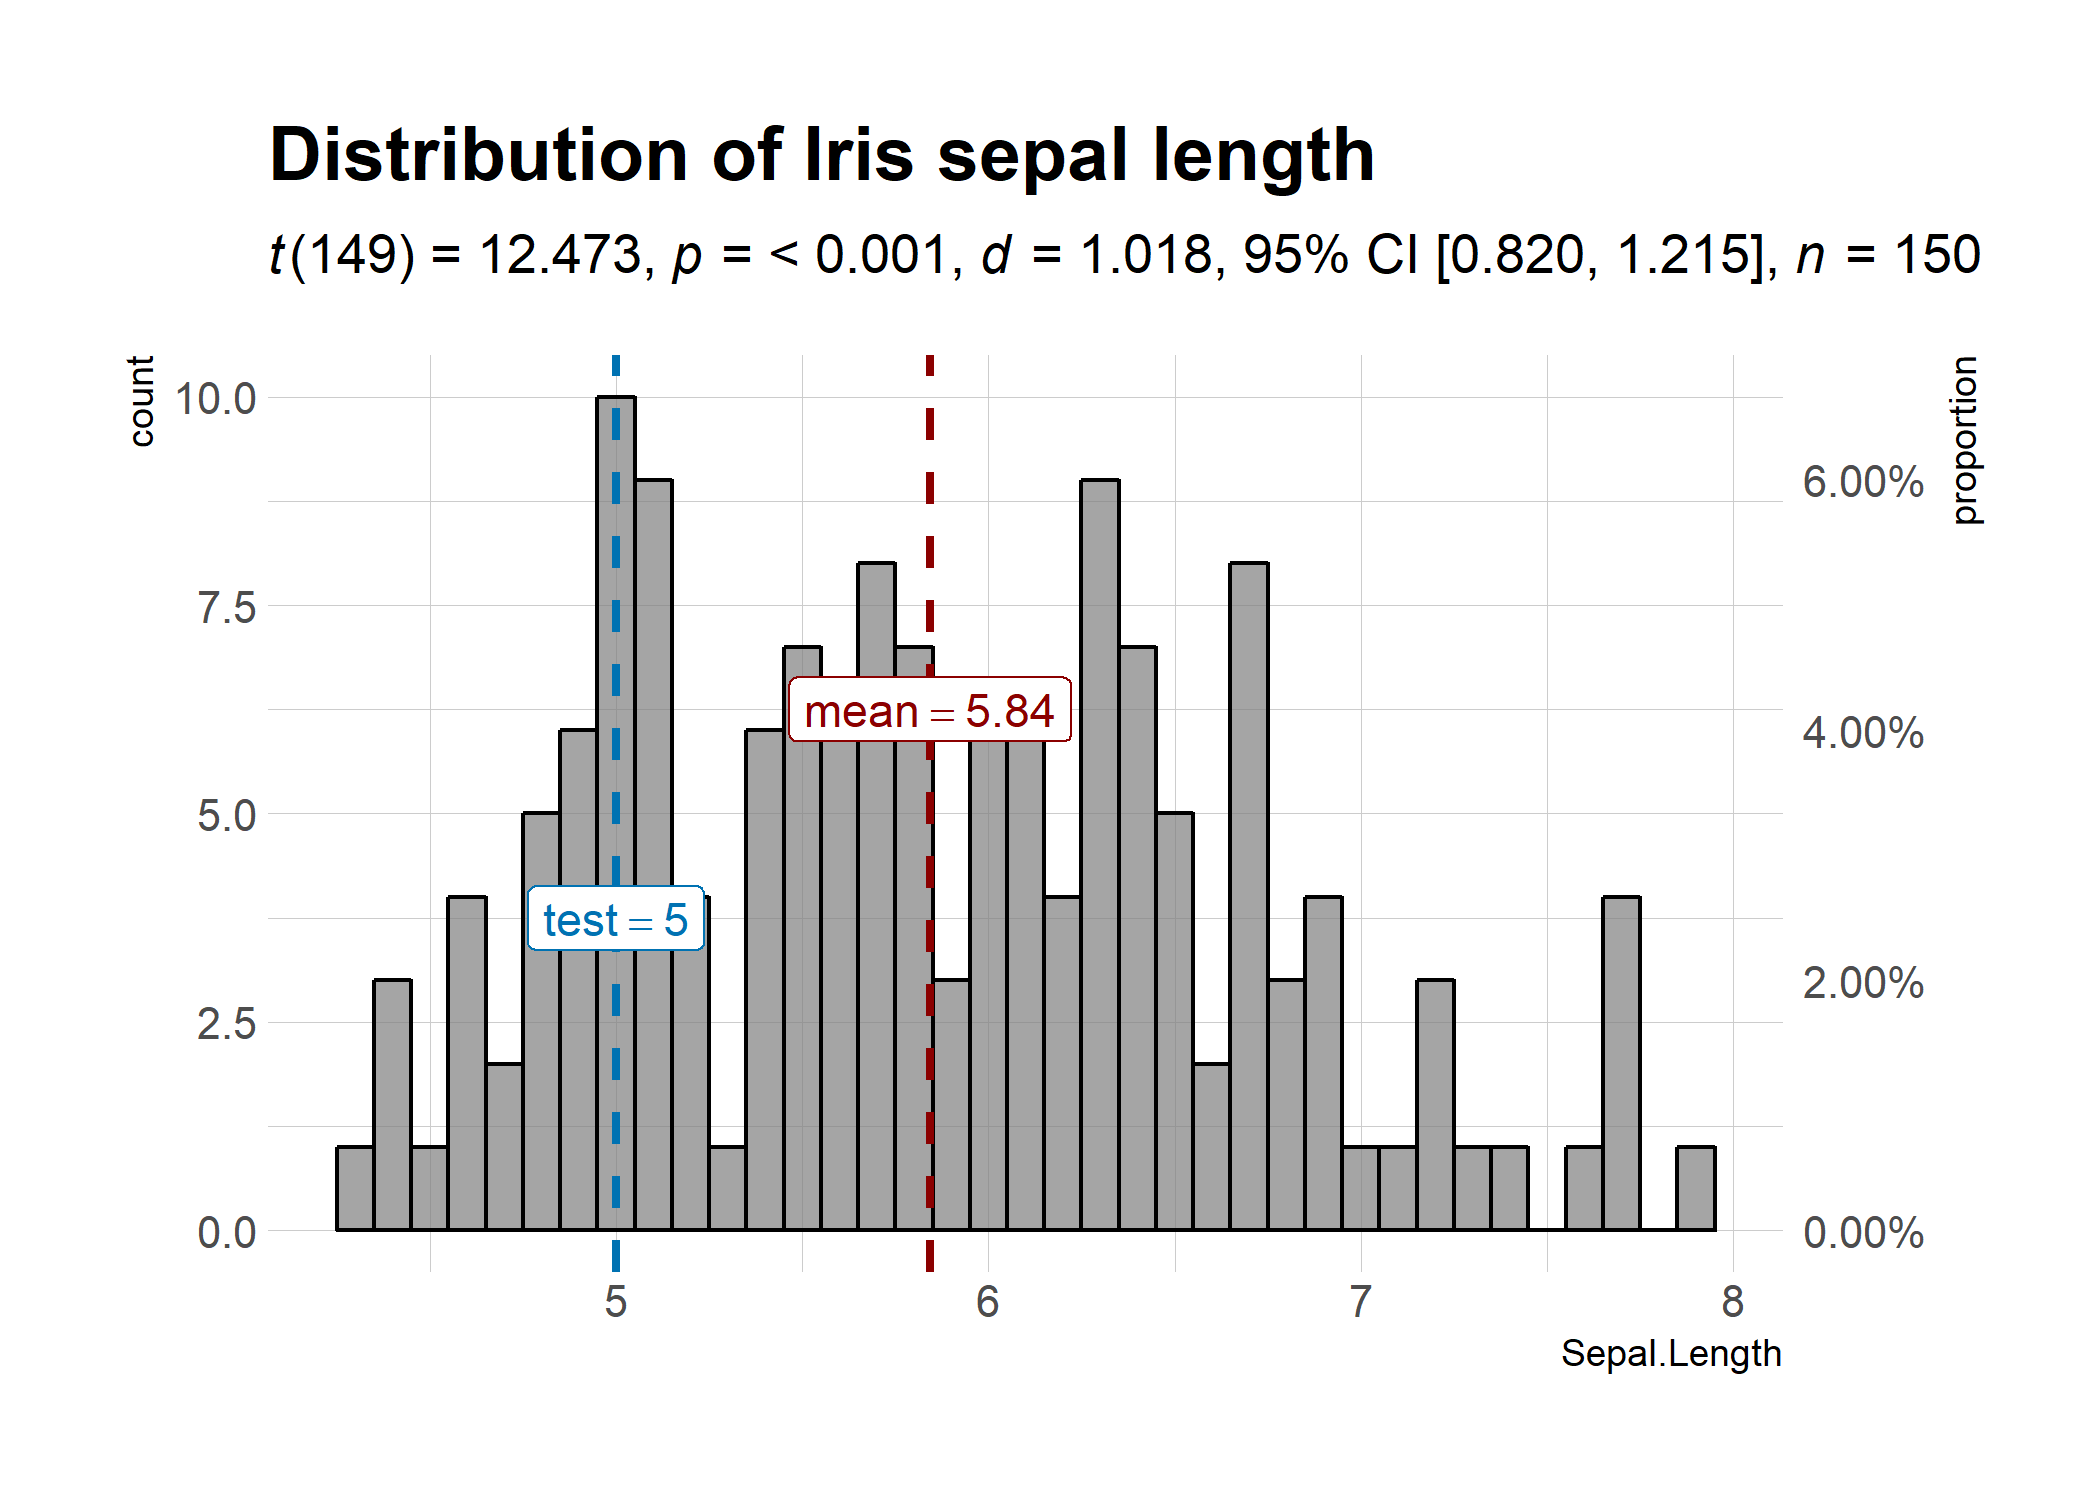 Distribution of Iris sepal length
t(149) = 12.473, p = < 0.001, d = 1.018, 95% CI [0.820, 1.215], n = 150
count
proportion
10.0
7.5
5.0
2.5
0.0
6.00%
4.00%
2.00%
0.00%
mean = 5.84
test = 5
5 6 7 8
Sepal.Length